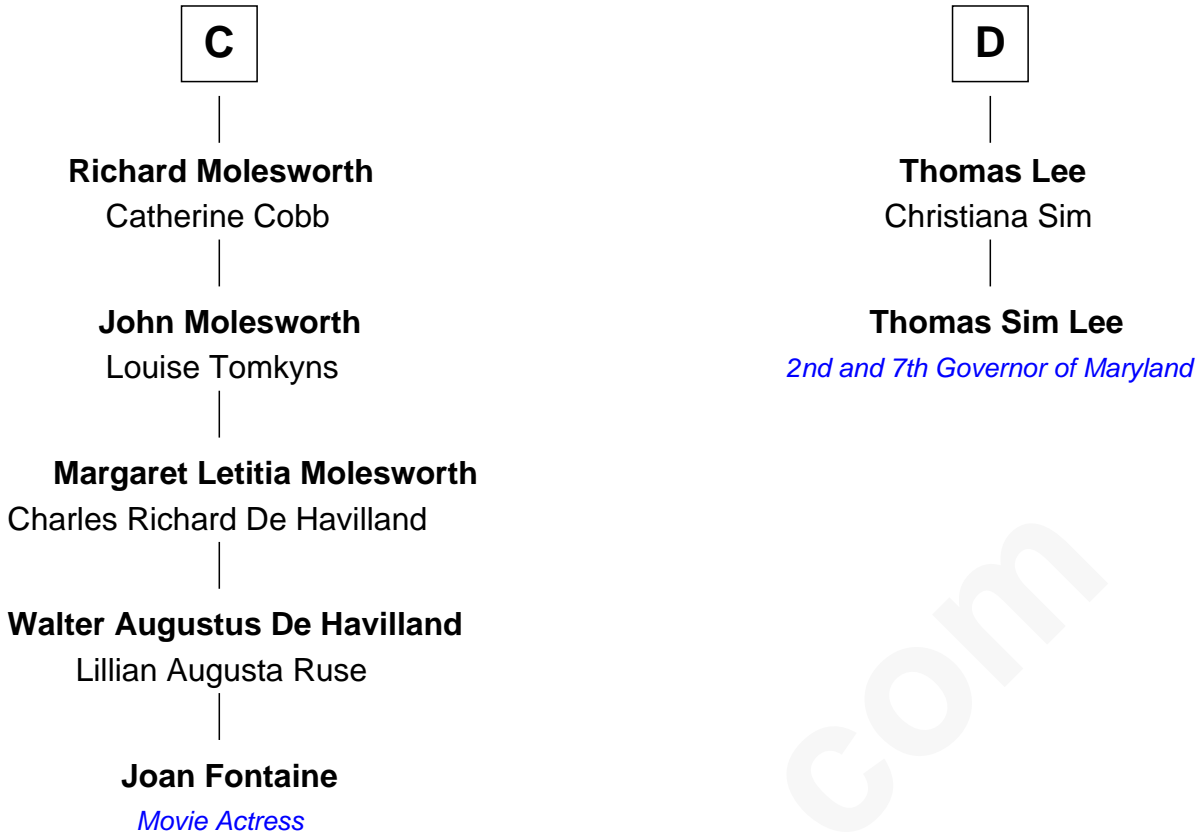 C
Richard Molesworth
Catherine Cobb
John Molesworth
Louise Tomkyns
Margaret Letitia Molesworth
Charles Richard De Havilland
Walter Augustus De Havilland
Lillian Augusta Ruse
Joan Fontaine
Movie Actress
D
Thomas Lee
Christiana Sim
Thomas Sim Lee
2nd and 7th Governor of Maryland
com